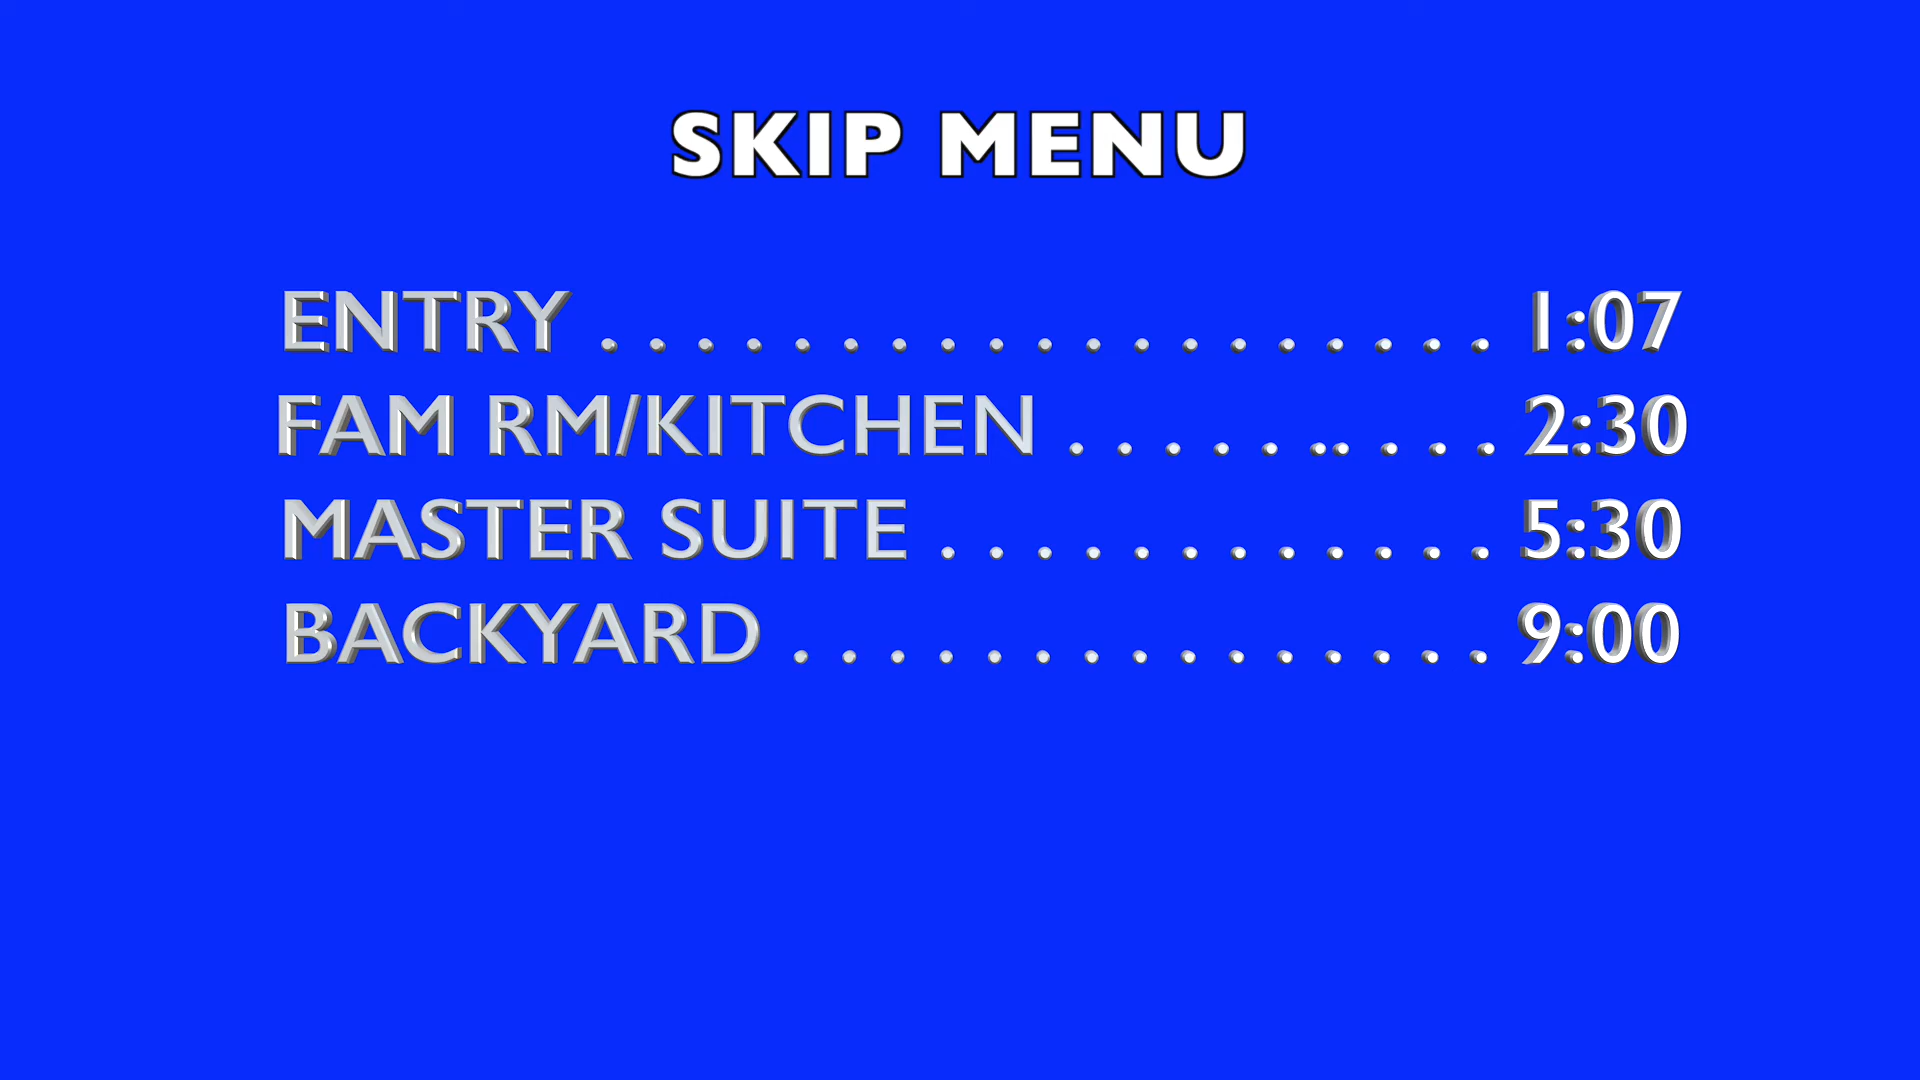 SKIP MENU
ENTRY . . . . . . . . . . . . . . . . . . . 1:07
FAM RM/KITCHEN . . . . . .. . . . 2:30
MASTER SUITE . . . . . . . . . . . . 5:30
BACKYARD . . . . . . . . . . . . . . . 9:00